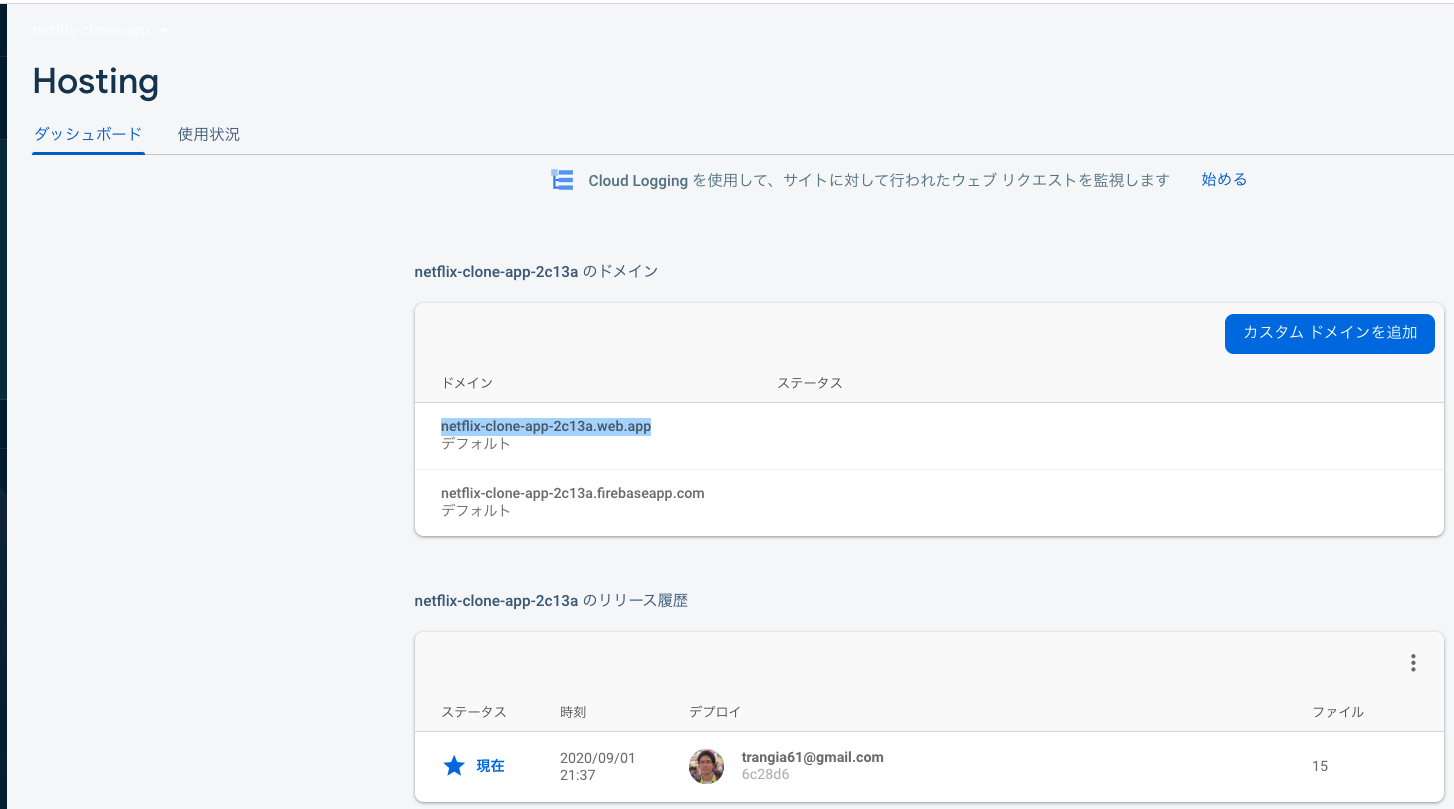 netflix-clone-app
Hosting
ダッシュボード 使用状況
Cloud Logging を使用して、サイトに対して行われたウェブ リクエストを監視します 始める
netflix-clone-app-2c13a のドメイン
カスタム ドメインを追加
ドメイン ステータス
netflix-clone-app-2c13a.web.app
デフォルト
netflix-clone-app-2c13a.firebaseapp.com
デフォルト
netflix-clone-app-2c13a のリリース履歴
ステータス 時刻 デプロイ ファイル
現在 2020/09/01 trangia61@gmail.com 15
21:37 6c28d6